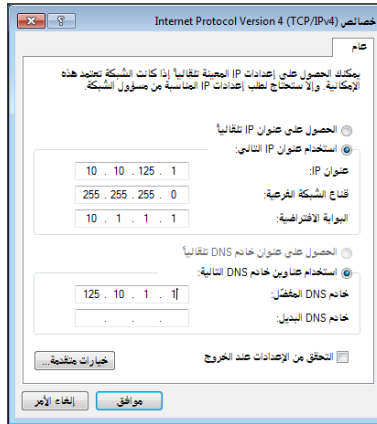 خصائص Internet Protocol Version 4 (TCP/IPv4)
عام
يمكنك الحصول على إعدادات IP المعينة تلقائياً إذا كانت الشبكة تعتمد هذه
الإمكانية. وإلا ستحتاج لطلب إعدادات IP المناسبة من مسؤول الشبكة.
الحصول على عنوان IP تلقائياً
استخدام عنوان IP التالي:
عنوان IP: 10 . 10 . 125 . 1
قناع الشبكة الفرعية: 255 . 255 . 255 . 0
البوابة الافتراضية: 10 . 1 . 1 . 1
الحصول على عنوان خادم DNS تلقائياً
استخدام عناوين خادم DNS التالية:
خادم DNS المفضّل: 125 . 10 . 1 . 1
خادم DNS البديل: . . .
التحقق من الإعدادات عند الخروج
خيارات متقدمة...
موافق
إلغاء الأمر